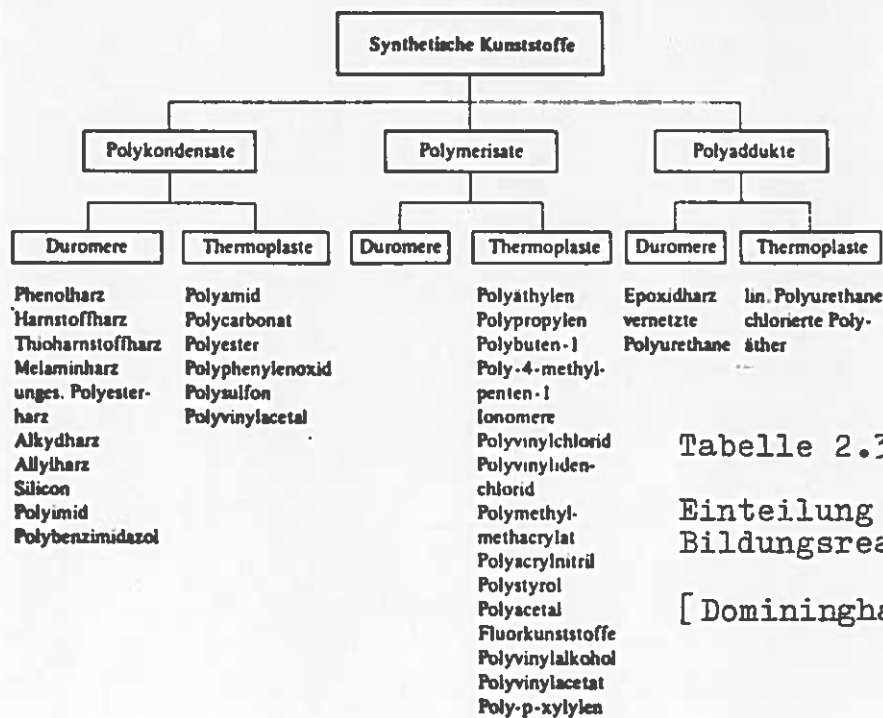 Synthetische Kunststoffe
Polykondensate
Polymerisate
Polyaddukte
Duromere
Thermoplaste
Duromere
Thermoplaste
Duromere
Thermoplaste
Phenolharz
Harnstoffharz
Thioharnstoffharz
Melaminharz
unges. Polyester-
harz
Alkydharz
Allylharz
Silicon
Polyimid
Polybenzimidazol
Polyamid
Polycarbonat
Polyester
Polyphenylenoxid
Polysulfon
Polyvinylacetal
Polyäthylen
Polypropylen
Polybuten-1
Poly-4-methyl-
penten-1
Ionomere
Polyvinylchlorid
Polyvinyliden-
chlorid
Polymethyl-
methacrylat
Polyacrylnitril
Polystyrol
Polyacetal
Fluorkunststoffe
Polyvinylalkohol
Polyvinylacetat
Poly-p-xylylen
Epoxidharz
vernetzte
Polyurethane
lin. Polyurethane
chlorierte Poly-
äther
Tabelle 2.3
Einteilung
Bildungsrea
[Dominingha